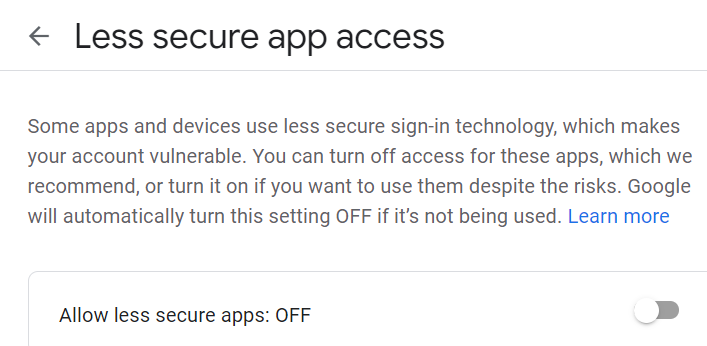 Less secure app access
Some apps and devices use less secure sign-in technology, which makes
your account vulnerable. You can turn off access for these apps, which we
recommend, or turn it on if you want to use them despite the risks. Google
will automatically turn this setting OFF if it’s not being used. Learn more
Allow less secure apps: OFF